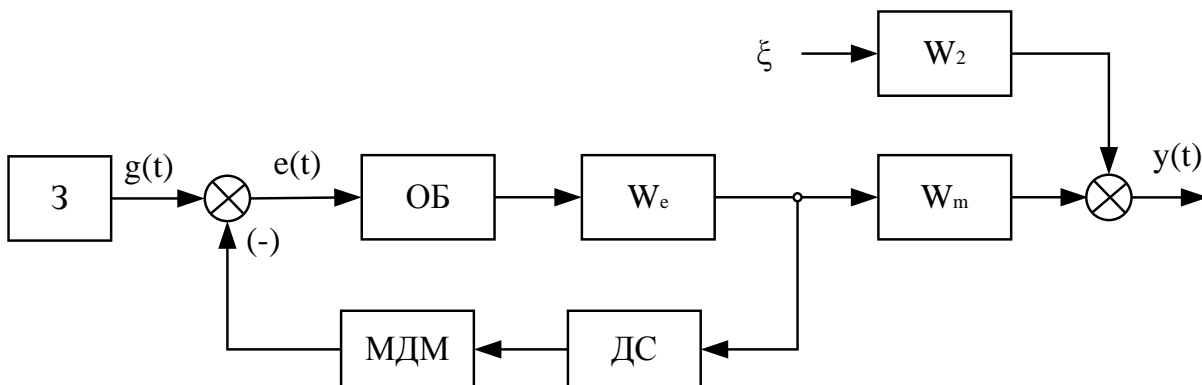 ξ
W₂
З
g(t)
e(t)
ОБ
Wₑ
Wₘ
y(t)
(-)
МДМ
ДС